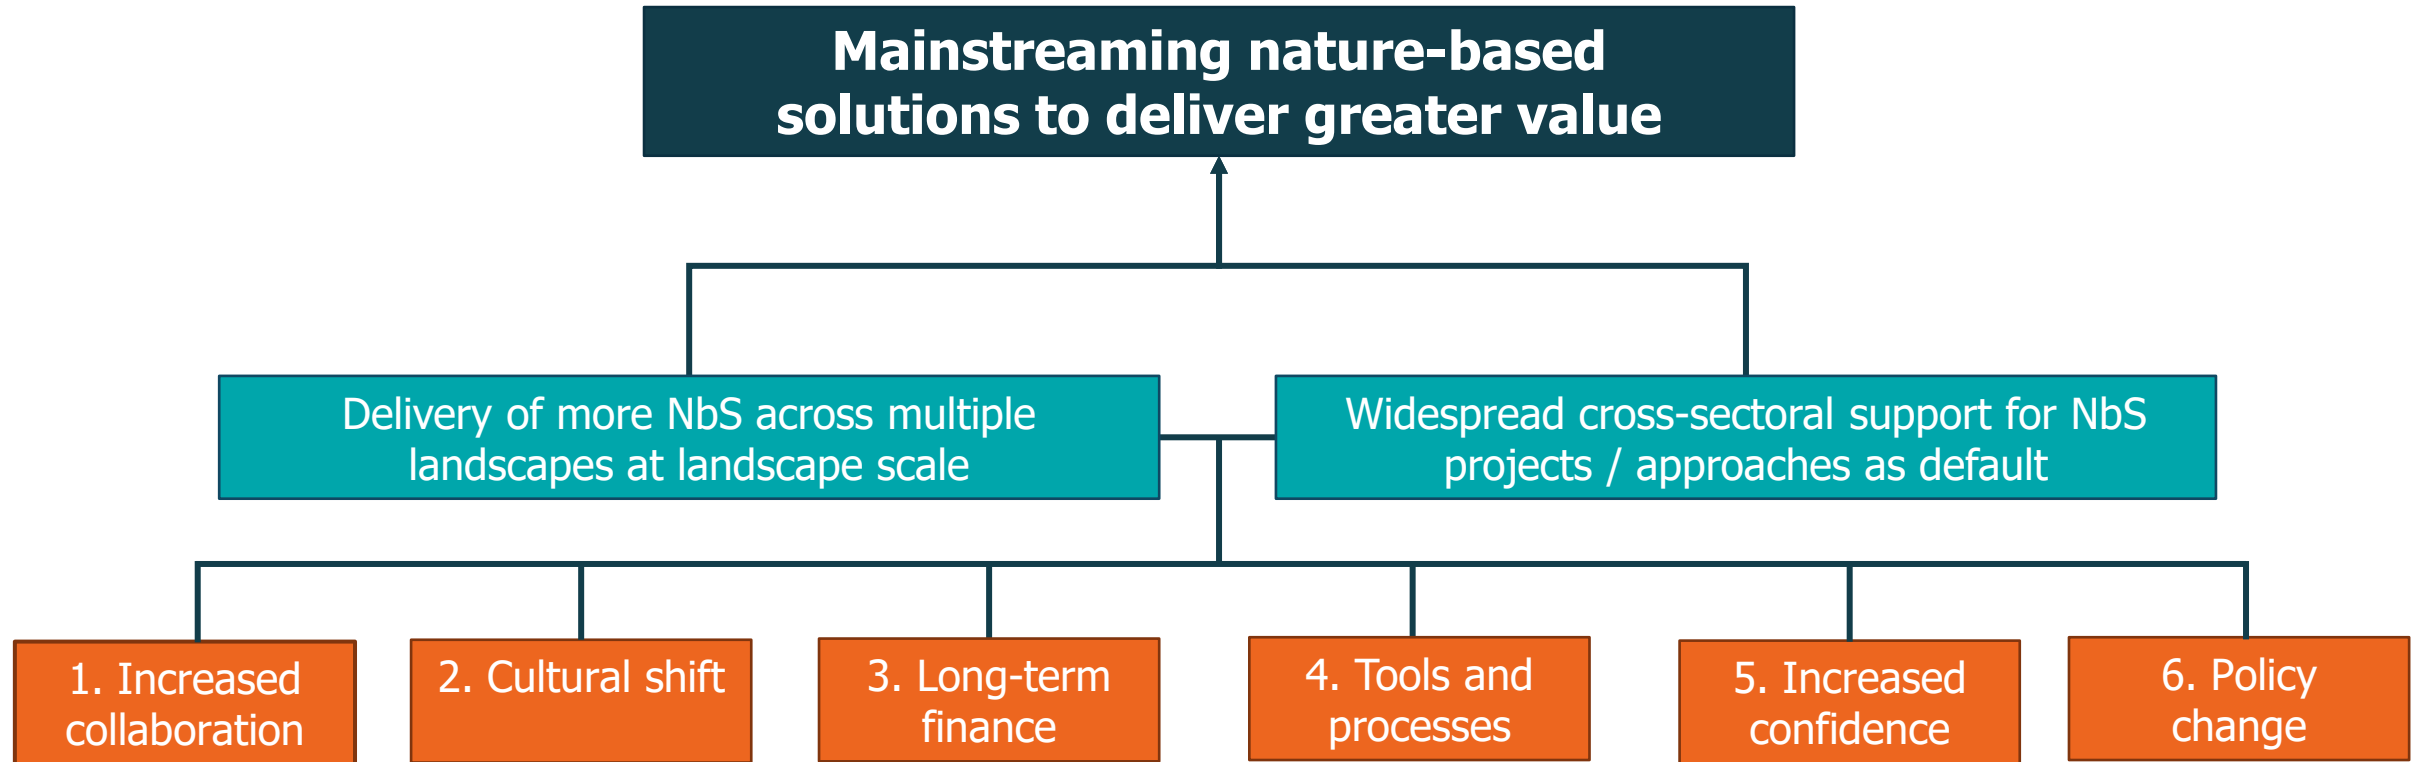 Mainstreaming nature-based
solutions to deliver greater value
Delivery of more NbS across multiple
landscapes at landscape scale
Widespread cross-sectoral support for NbS
projects / approaches as default
1. Increased
collaboration
2. Cultural shift
3. Long-term
finance
4. Tools and
processes
5. Increased
confidence
6. Policy
change